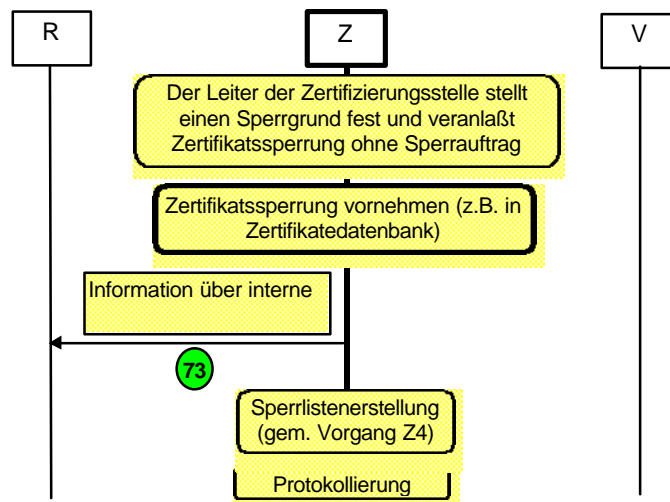 R
Z
V
Der Leiter der Zertifizierungsstelle stellt
einen Sperrgrund fest und veranlaßt
Zertifikatssperrung ohne Sperrauftrag
Zertifikatssperrung vornehmen (z.B. in
Zertifikatedatenbank)
Information über interne
73
Sperrlistenerstellung
(gem. Vorgang Z4)
Protokollierung